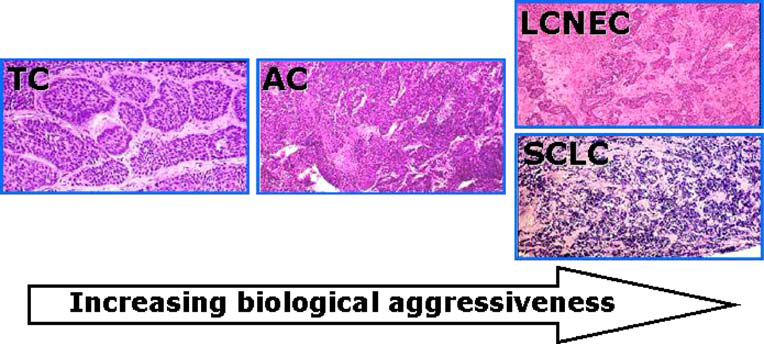 TC
AC
LCNEC
SCLC
Increasing biological aggressiveness